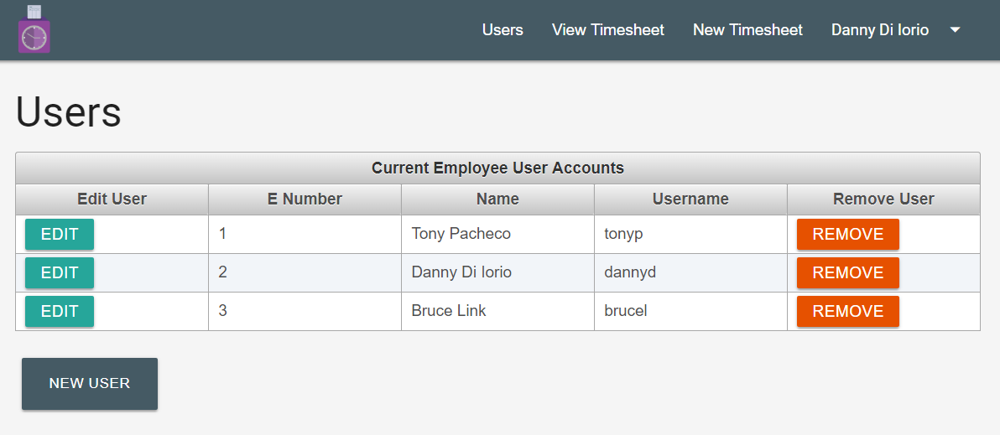 Users View Timesheet New Timesheet Danny Di Iorio
Users
Current Employee User Accounts
Edit User E Number Name Username Remove User
EDIT 1 Tony Pacheco tonyp REMOVE
EDIT 2 Danny Di Iorio dannyd REMOVE
EDIT 3 Bruce Link brucel REMOVE
NEW USER